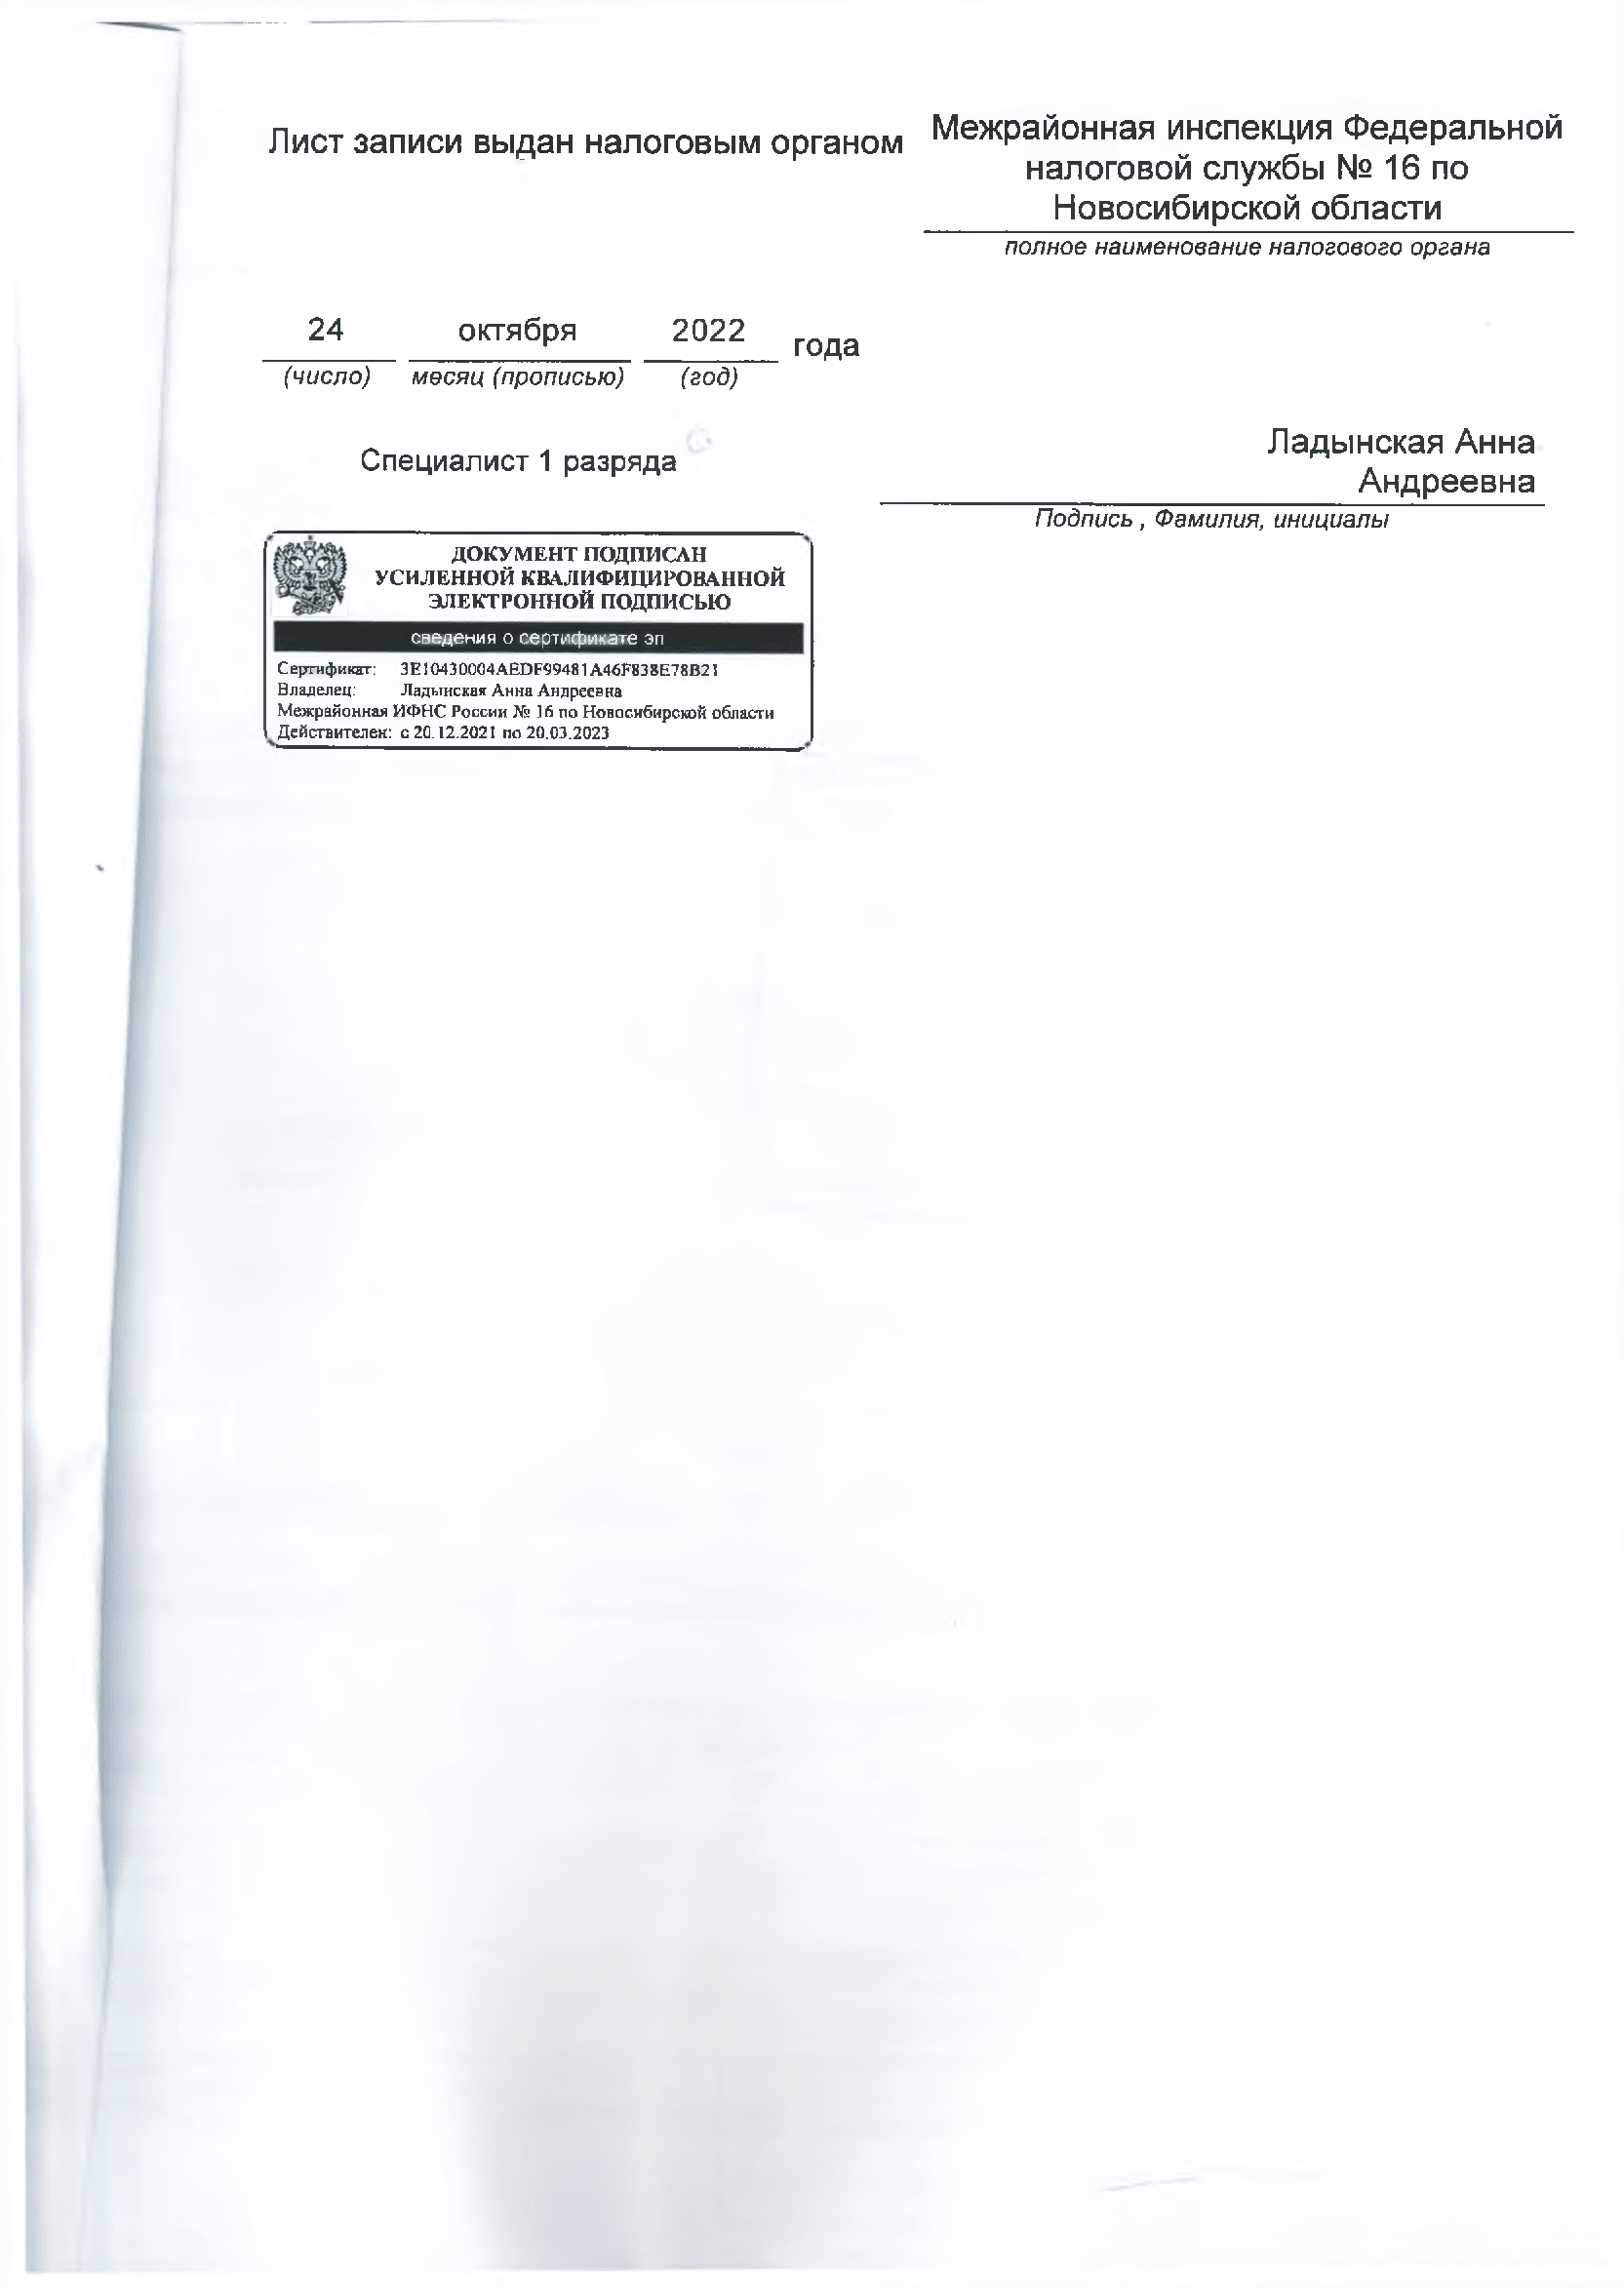 Лист записи выдан налоговым органом
Межрайонная инспекция Федеральной
налоговой службы № 16 по
Новосибирской области
полное наименование налогового органа
24 октября 2022 года
(число) месяц (прописью) (год)
Специалист 1 разряда
Ладынская Анна
Андреевна
Подпись , Фамилия, инициалы
ДОКУМЕНТ ПОДПИСАН
УСИЛЕННОЙ КВАЛИФИЦИРОВАННОЙ
ЭЛЕКТРОННОЙ ПОДПИСЬЮ
сведения о сертификате эп
Сертификат: 3E10430004AEDF99481A46F838E78B21
Владелец: Ладынская Анна Андреевна
Межрайонная ИФНС России № 16 по Новосибирской области
Действителен: с 20.12.2021 по 20.03.2023